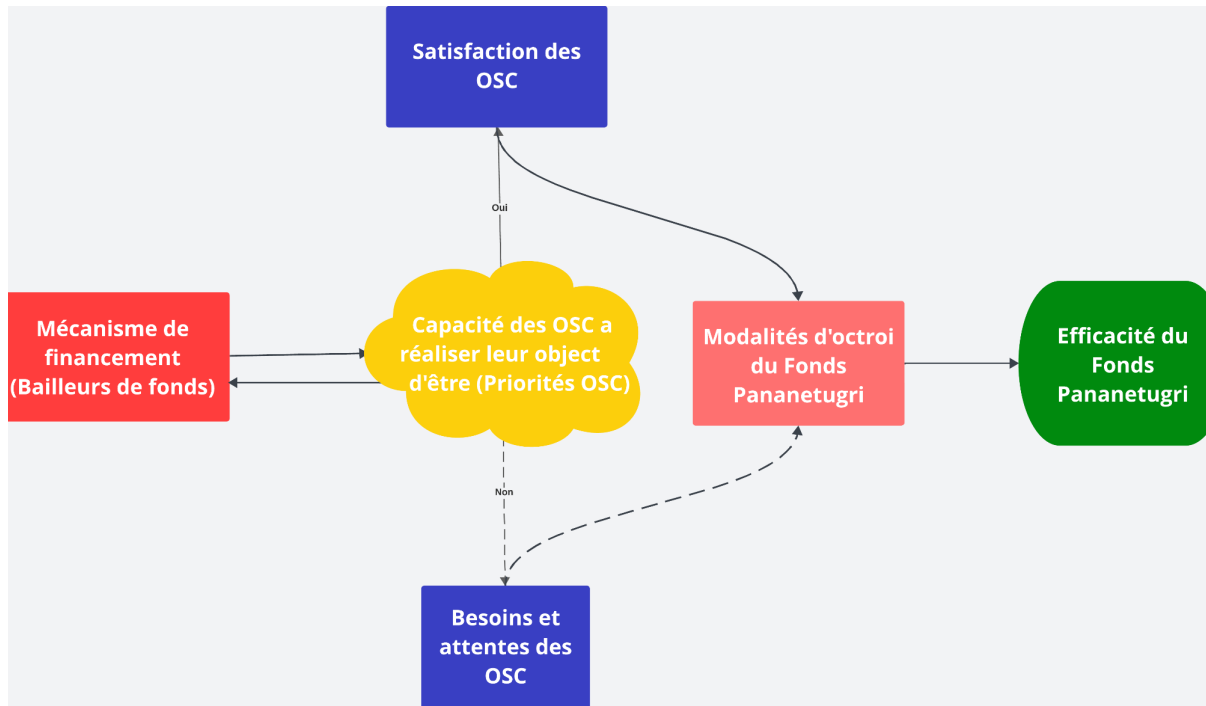 Satisfaction des
OSC
Oui
Mécanisme de
financement
(Bailleurs de fonds)
Capacité des OSC a
réaliser leur object
d'être (Priorités OSC)
Modalités d'octroi
du Fonds
Pananetugri
Efficacité du
Fonds
Pananetugri
Non
Besoins et
attentes des
OSC